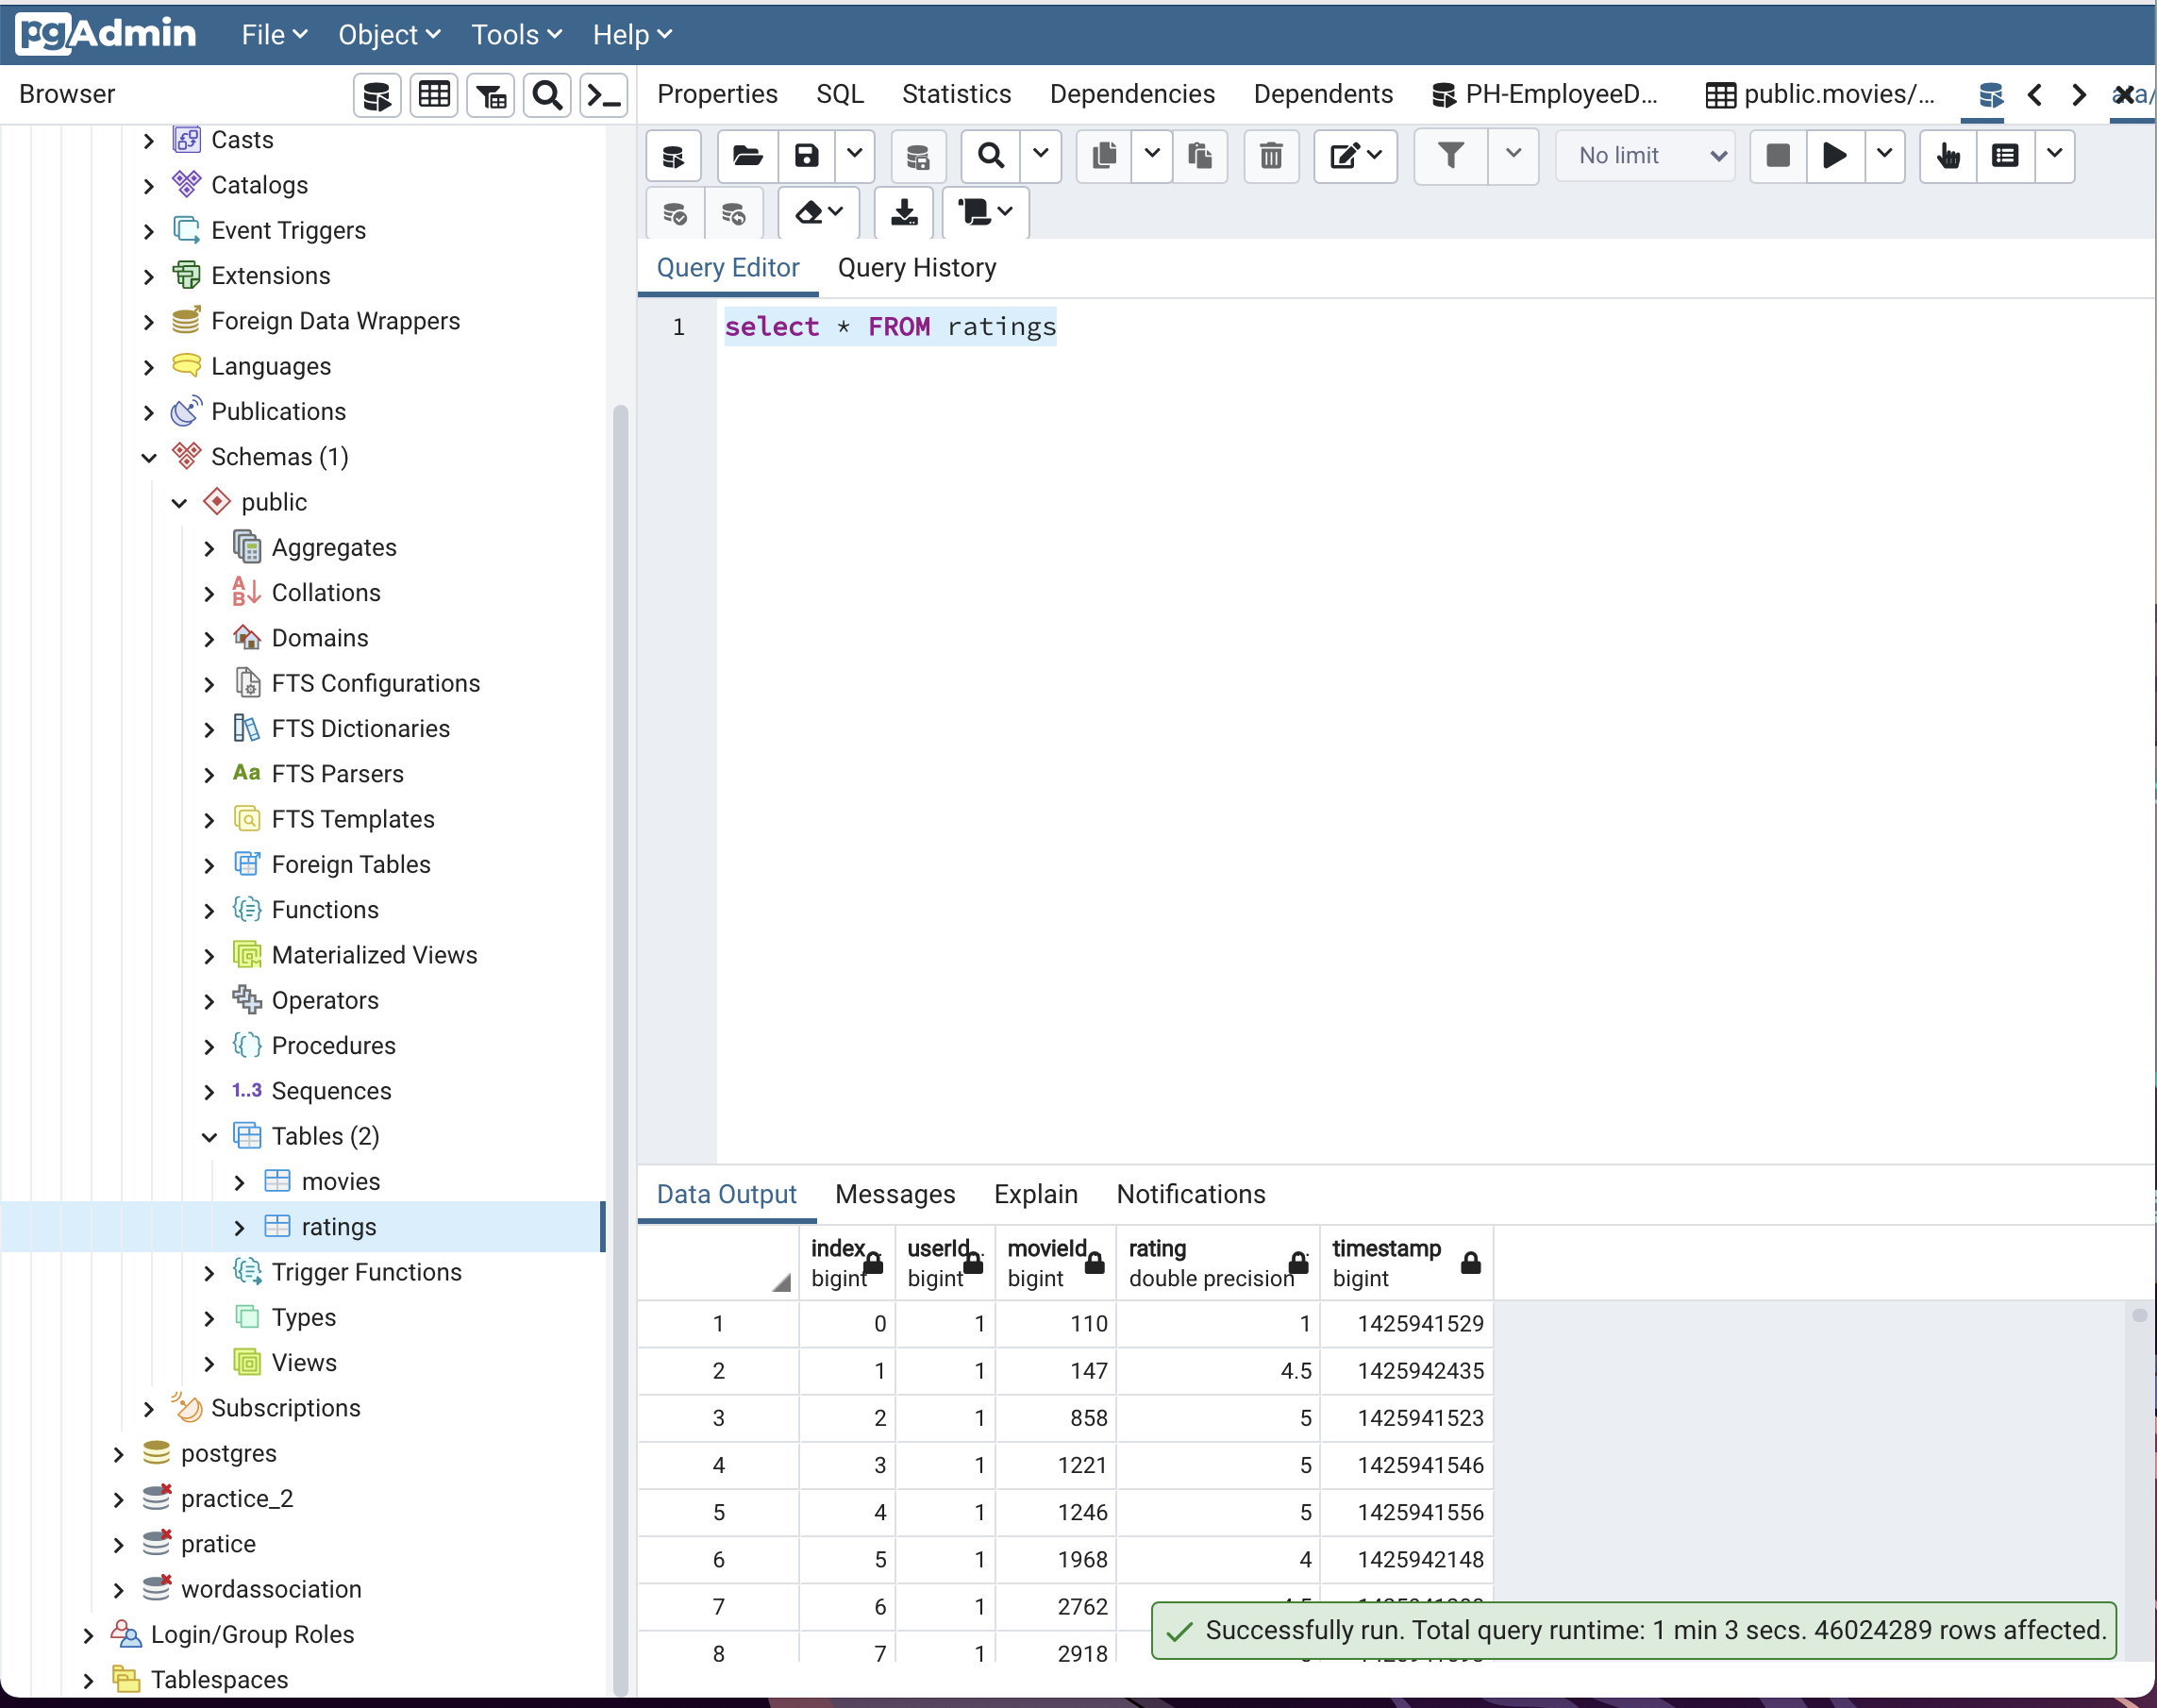 pgAdmin File Object Tools Help
Browser
Properties SQL Statistics Dependencies Dependents PH-EmployeeD... public.movies/...
No limit
Casts
Catalogs
Event Triggers
Extensions
Foreign Data Wrappers
Languages
Publications
Schemas (1)
public
Aggregates
Collations
Domains
FTS Configurations
FTS Dictionaries
Aa FTS Parsers
FTS Templates
Foreign Tables
Functions
Materialized Views
Operators
Procedures
1..3 Sequences
Tables (2)
movies
ratings
Trigger Functions
Types
Views
Subscriptions
postgres
practice_2
pratice
wordassociation
Login/Group Roles
Tablespaces
Query Editor Query History
1 select * FROM ratings
Data Output Messages Explain Notifications
index userId movieId rating timestamp
bigint bigint bigint double precision bigint
1 0 1 110 1 1425941529
2 1 1 147 4.5 1425942435
3 2 1 858 5 1425941523
4 3 1 1221 5 1425941546
5 4 1 1246 5 1425941556
6 5 1 1968 4 1425942148
7 6 1 2762
8 7 1 2918
Successfully run. Total query runtime: 1 min 3 secs. 46024289 rows affected.